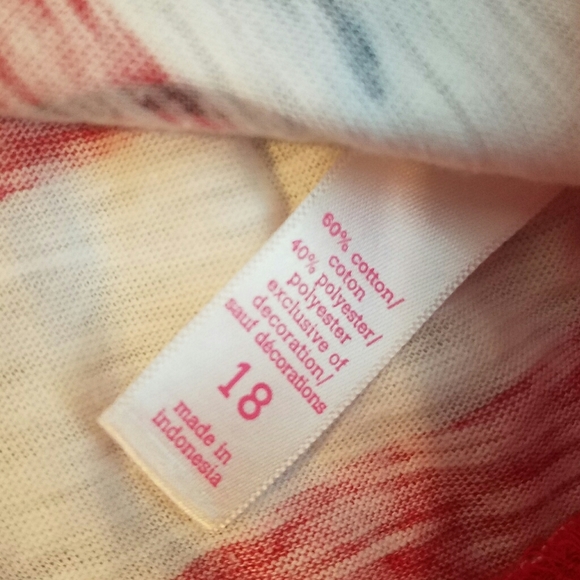 60% cotton/
coton
40% polyester/
polyester
exclusive of
decoration/
sauf décorations
18
made in
indonesia